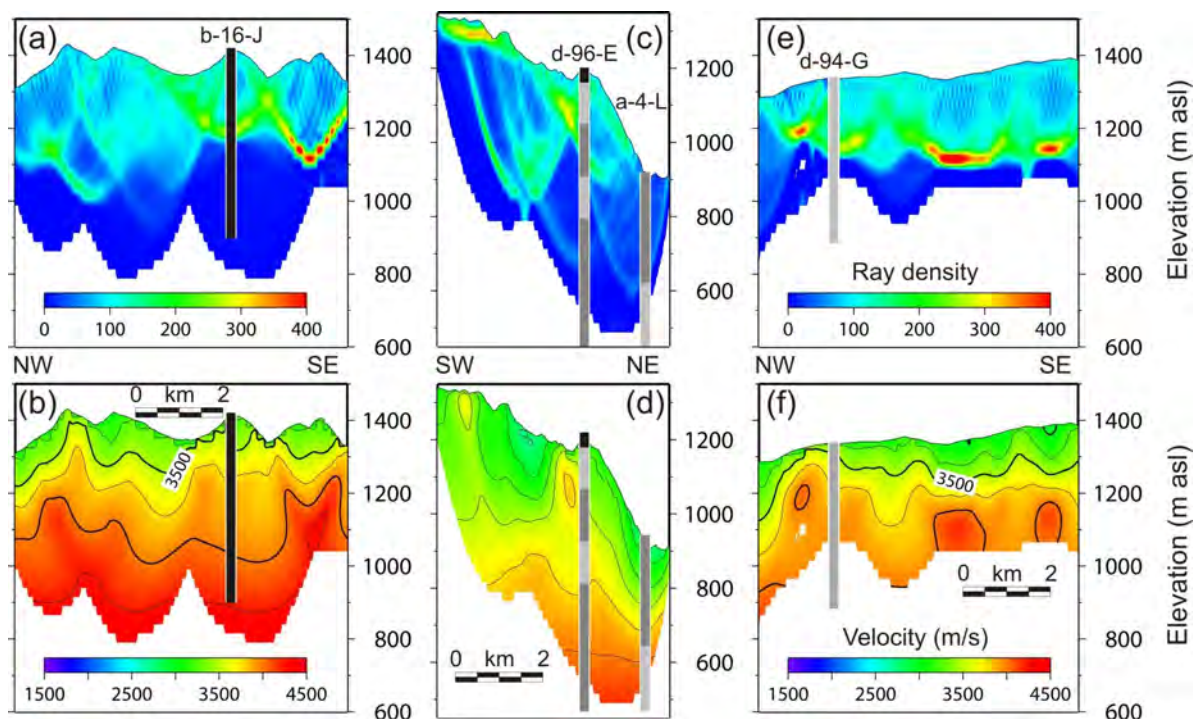 (a)
b-16-J
1400
1200
1000
800
600
0 100 200 300 400
(c)
d-96-E
a-4-L
1200
1000
800
600
(e)
d-94-G
1400
1200
1000
800
600
Elevation (m asl)
Ray density
0 100 200 300 400
NW SE
SW NE
NW SE
(b)
0 km 2
3500
1400
1200
1000
800
600
1500 2500 3500 4500
(d)
1200
1000
800
600
0 km 2
(f)
3500
1400
1200
1000
800
600
Elevation (m asl)
0 km 2
Velocity (m/s)
1500 2500 3500 4500